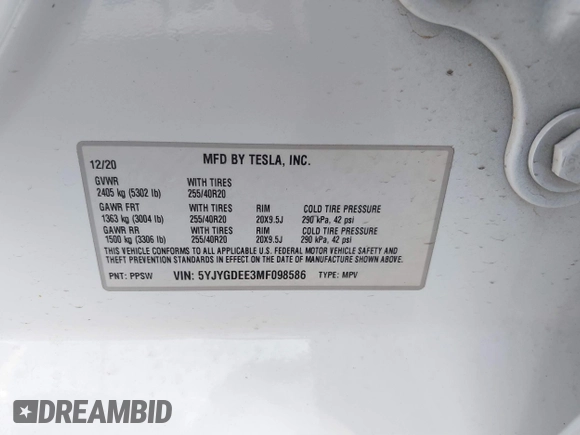 12/20 MFD BY TESLA, INC.
GVWR WITH TIRES
2405 kg (5302 lb) 255/40R20
GAWR FRT WITH TIRES RIM COLD TIRE PRESSURE
1363 kg (3004 lb) 255/40R20 20X9.5J 290 kPa, 42 psi
GAWR RR WITH TIRES RIM COLD TIRE PRESSURE
1500 kg (3306 lb) 255/40R20 20X9.5J 290 kPa, 42 psi
THIS VEHICLE CONFORMS TO ALL APPLICABLE U.S. FEDERAL MOTOR VEHICLE SAFETY AND
THEFT PREVENTION STANDARDS IN EFFECT ON THE DATE OF MANUFACTURE SHOWN ABOVE.
PNT: PPSW VIN: 5YJYGDEE3MF098586 TYPE: MPV
DREAMBID